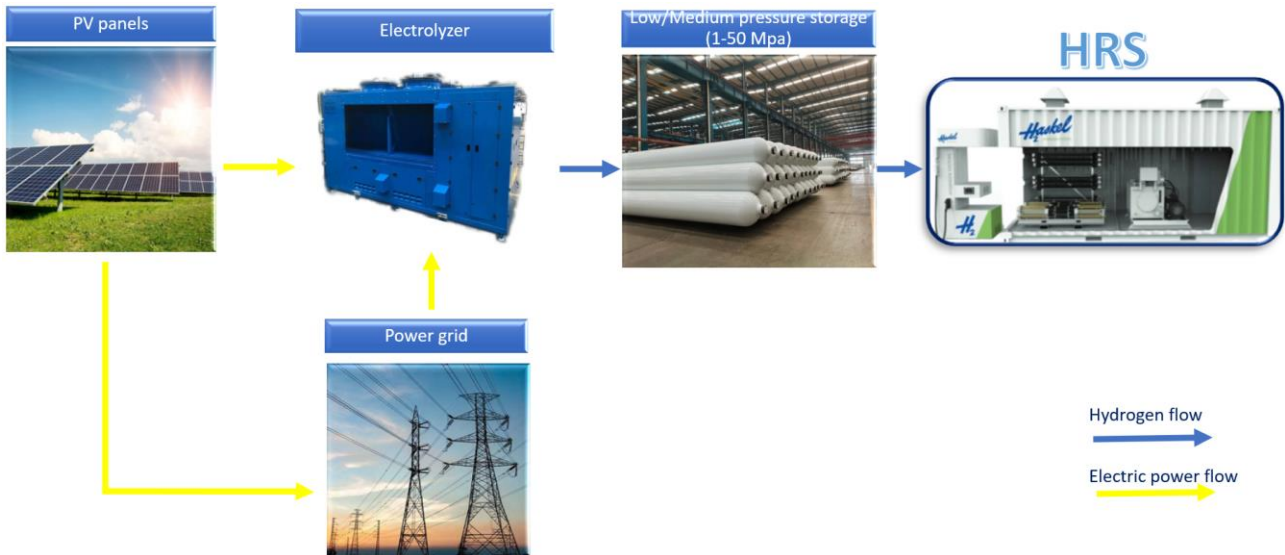 PV panels
Electrolyzer
Low/Medium pressure storage
(1-50 Mpa)
HRS
Haskel
Haskel
H2
Power grid
Hydrogen flow
Electric power flow